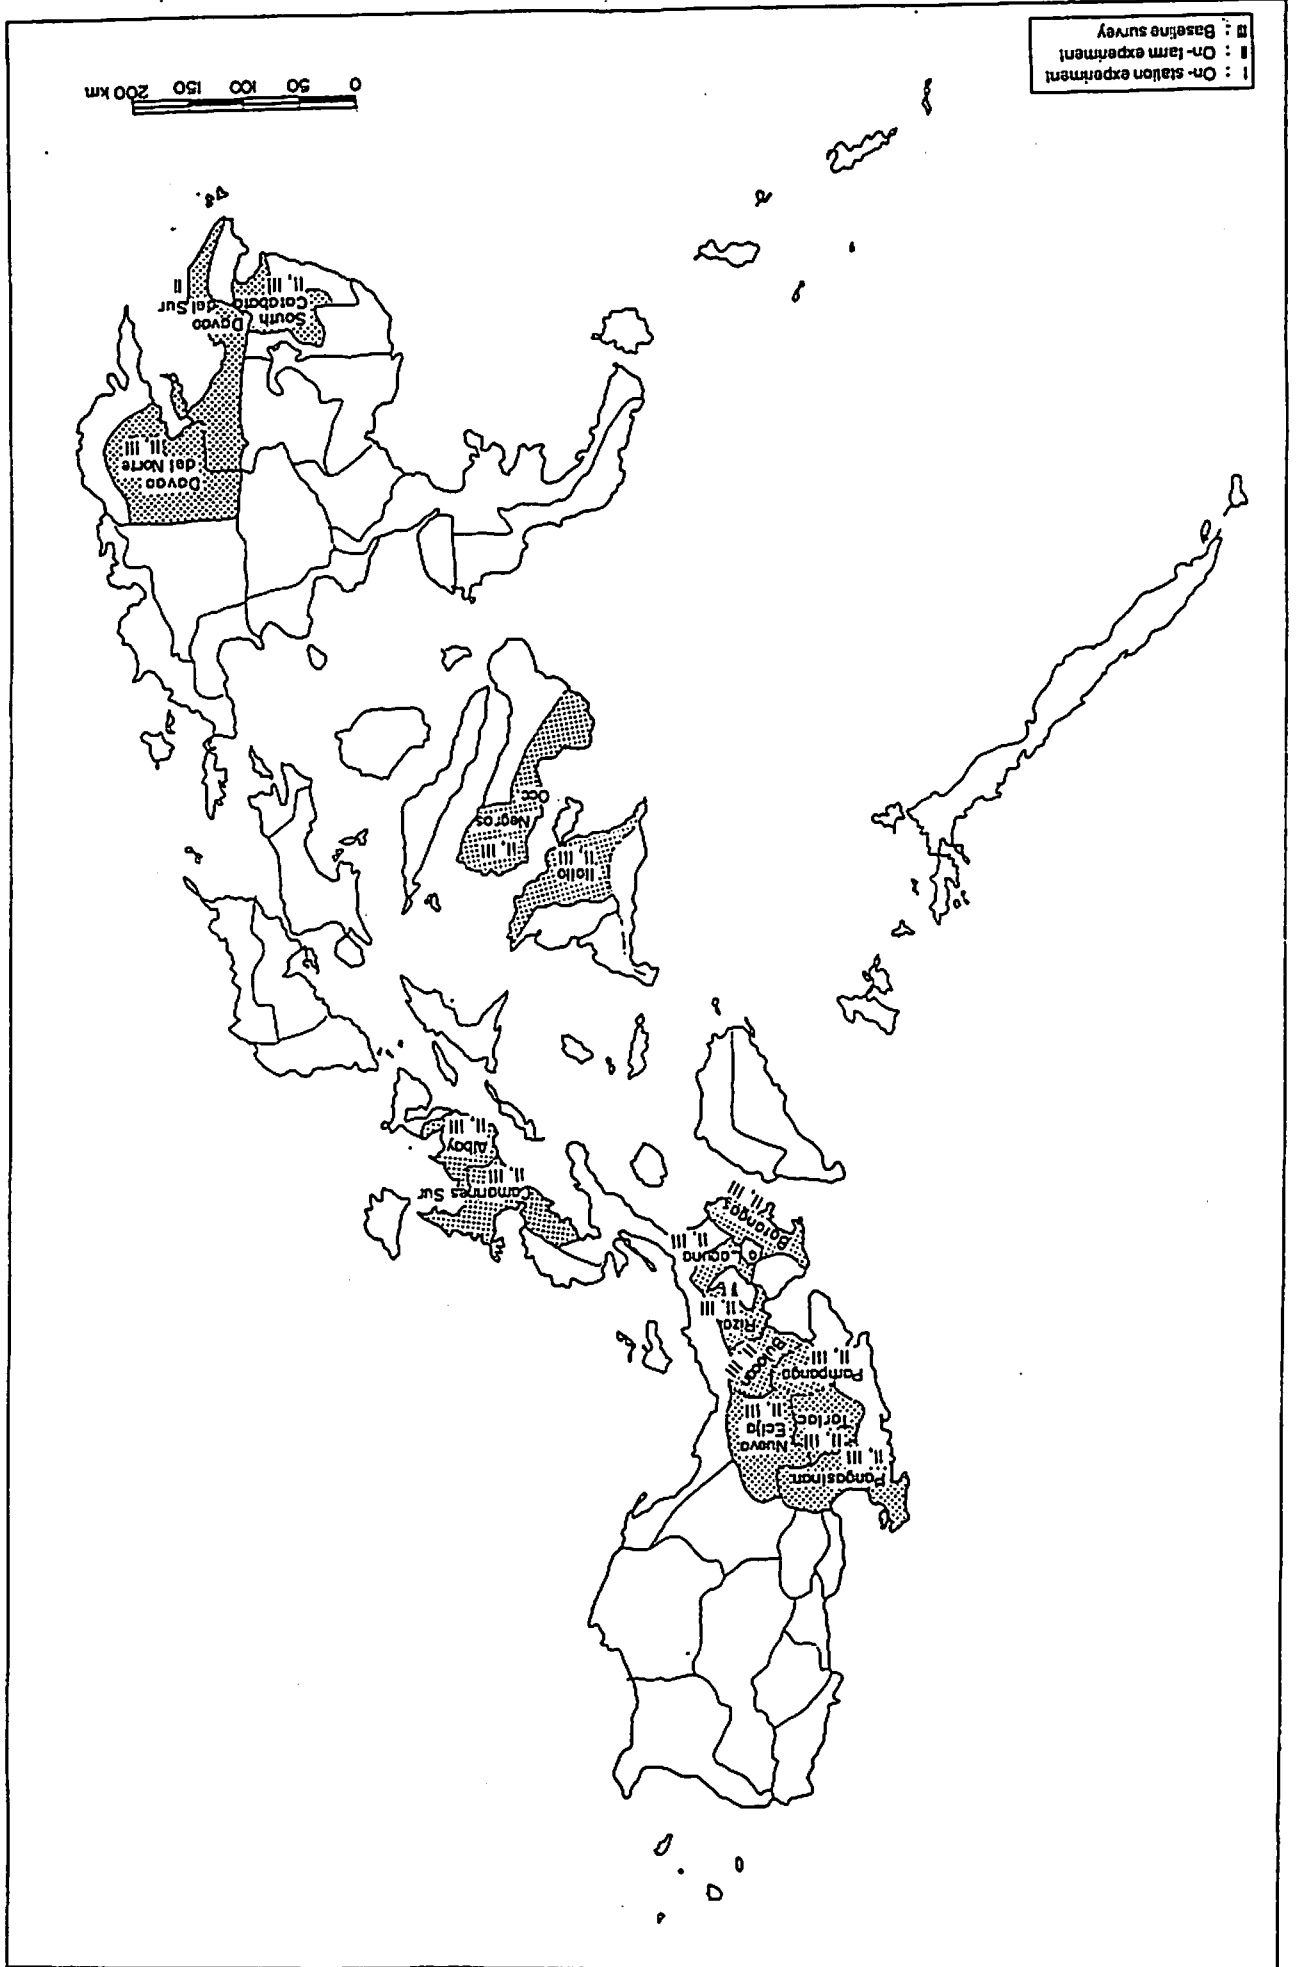 Pangasinan
II, III
II, III
Tarlac
Nueva
Ecija
II, III
Pampanga
II, III
Bulacan
II, III
Rizal
II, III
Laguna
II, III
Batangas
II, III
Camarines Sur
II, III
Albay
II, III
Iloilo
II, III
II, III
Negros
Occ.
Davao
del Norte
II, III
Davao
del Sur
II
South
Cotabato
II, III
I : On-station experiment
II : On-farm experiment
III : Baseline survey
0 50 100 150 200 km